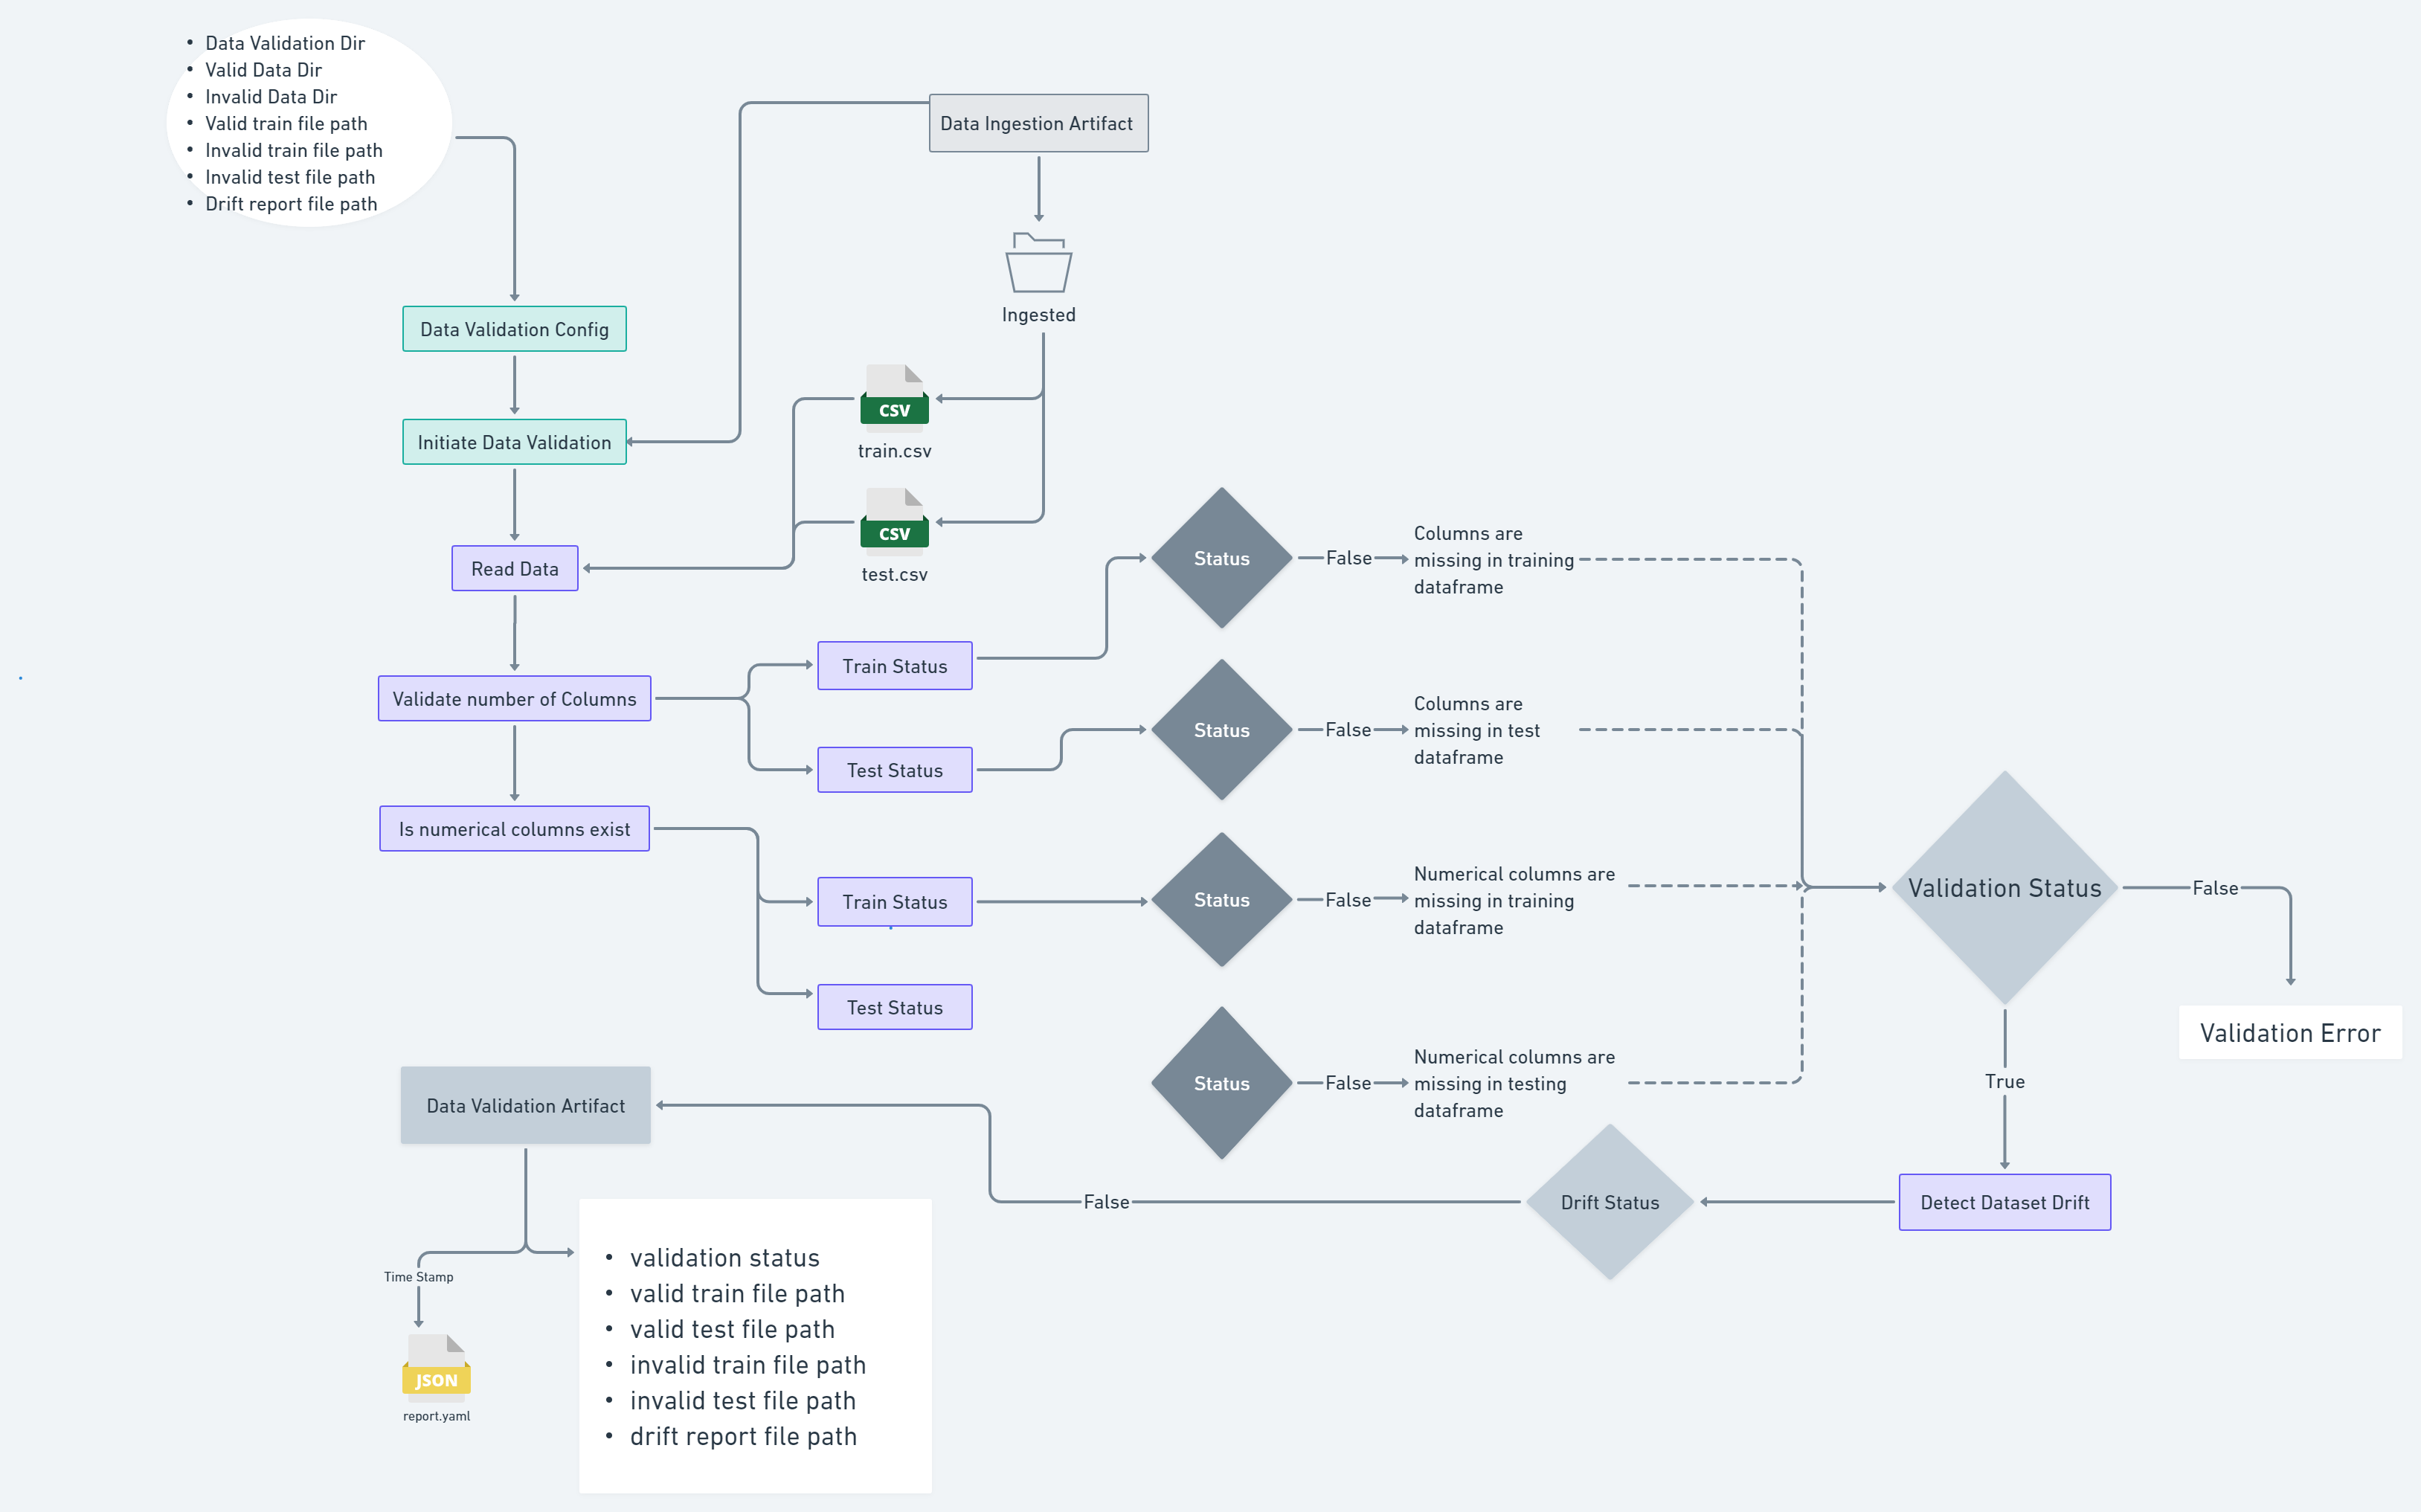 • Data Validation Dir
• Valid Data Dir
• Invalid Data Dir
• Valid train file path
• Invalid train file path
• Invalid test file path
• Drift report file path
Data Ingestion Artifact
Ingested
Data Validation Config
CSV
train.csv
Initiate Data Validation
CSV
test.csv
Read Data
Status
False
Columns are
missing in training
dataframe
Validate number of Columns
Train Status
Test Status
Status
False
Columns are
missing in test
dataframe
Is numerical columns exist
Train Status
Test Status
Status
False
Numerical columns are
missing in training
dataframe
Status
False
Numerical columns are
missing in testing
dataframe
Validation Status
False
Validation Error
True
Detect Dataset Drift
Drift Status
False
Data Validation Artifact
Time Stamp
JSON
report.yaml
• validation status
• valid train file path
• valid test file path
• invalid train file path
• invalid test file path
• drift report file path